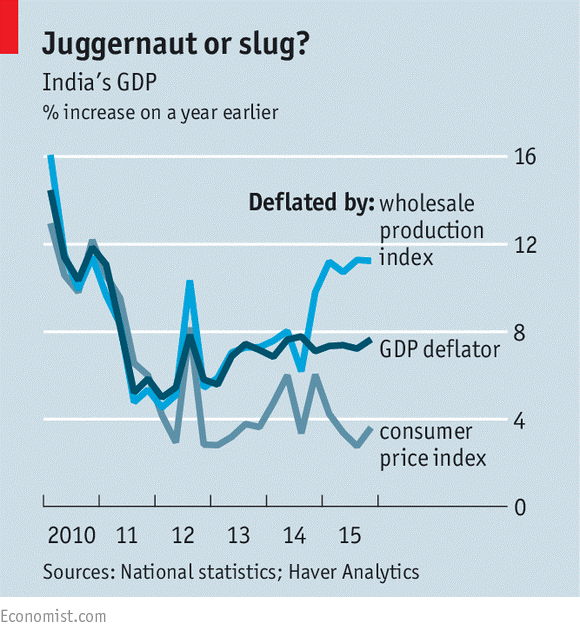 Juggernaut or slug?
India's GDP
% increase on a year earlier
16
Deflated by: wholesale
production
index
12
8
GDP deflator
4
consumer
price index
0
2010 11 12 13 14 15
Sources: National statistics; Haver Analytics
Economist.com